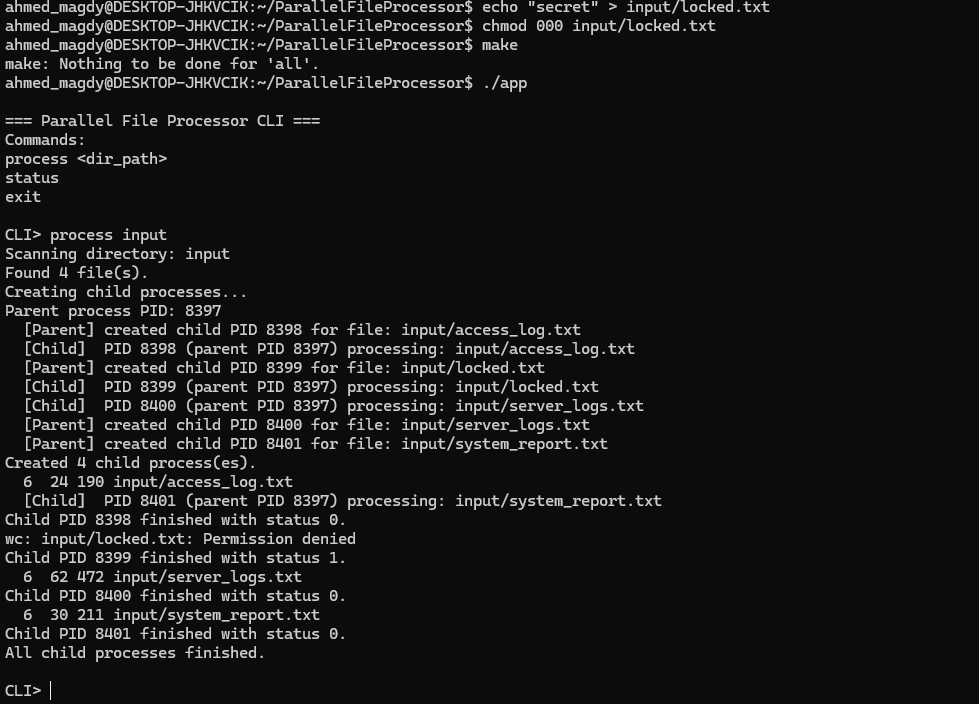 ahmed_magdy@DESKTOP-JHKVCIK:~/ParallelFileProcessor$ echo "secret" > input/locked.txt
ahmed_magdy@DESKTOP-JHKVCIK:~/ParallelFileProcessor$ chmod 000 input/locked.txt
ahmed_magdy@DESKTOP-JHKVCIK:~/ParallelFileProcessor$ make
make: Nothing to be done for 'all'.
ahmed_magdy@DESKTOP-JHKVCIK:~/ParallelFileProcessor$ ./app
=== Parallel File Processor CLI ===
Commands:
process <dir_path>
status
exit
CLI> process input
Scanning directory: input
Found 4 file(s).
Creating child processes...
Parent process PID: 8397
  [Parent] created child PID 8398 for file: input/access_log.txt
  [Child]  PID 8398 (parent PID 8397) processing: input/access_log.txt
  [Parent] created child PID 8399 for file: input/locked.txt
  [Child]  PID 8399 (parent PID 8397) processing: input/locked.txt
  [Child]  PID 8400 (parent PID 8397) processing: input/server_logs.txt
  [Parent] created child PID 8400 for file: input/server_logs.txt
  [Parent] created child PID 8401 for file: input/system_report.txt
Created 4 child process(es).
  6  24 190 input/access_log.txt
  [Child]  PID 8401 (parent PID 8397) processing: input/system_report.txt
Child PID 8398 finished with status 0.
wc: input/locked.txt: Permission denied
Child PID 8399 finished with status 1.
  6  62 472 input/server_logs.txt
Child PID 8400 finished with status 0.
  6  30 211 input/system_report.txt
Child PID 8401 finished with status 0.
All child processes finished.
CLI>